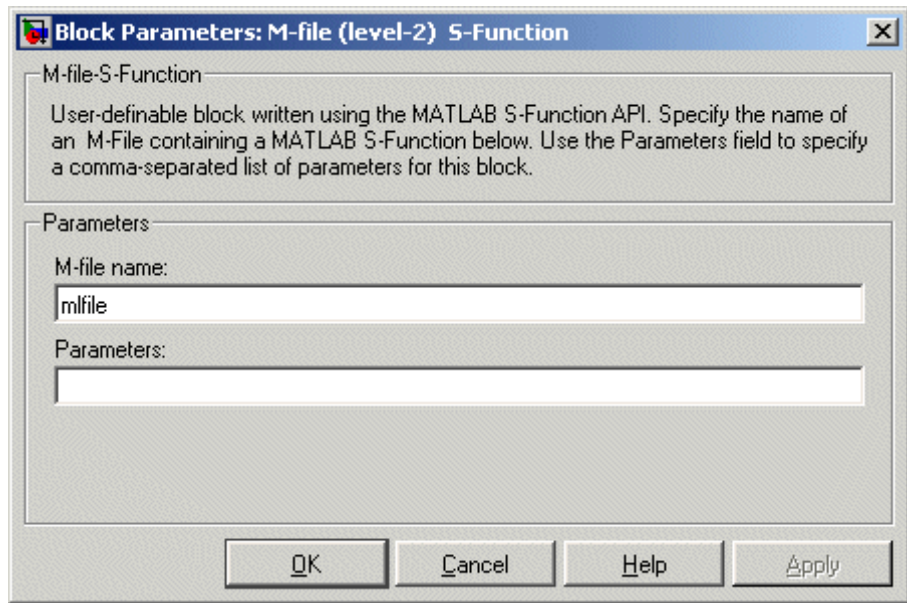 Block Parameters: M-file (level-2) S-Function
M-file-S-Function
User-definable block written using the MATLAB S-Function API. Specify the name of
an M-File containing a MATLAB S-Function below. Use the Parameters field to specify
a comma-separated list of parameters for this block.
Parameters
M-file name:
mlfile
Parameters:
OK Cancel Help Apply